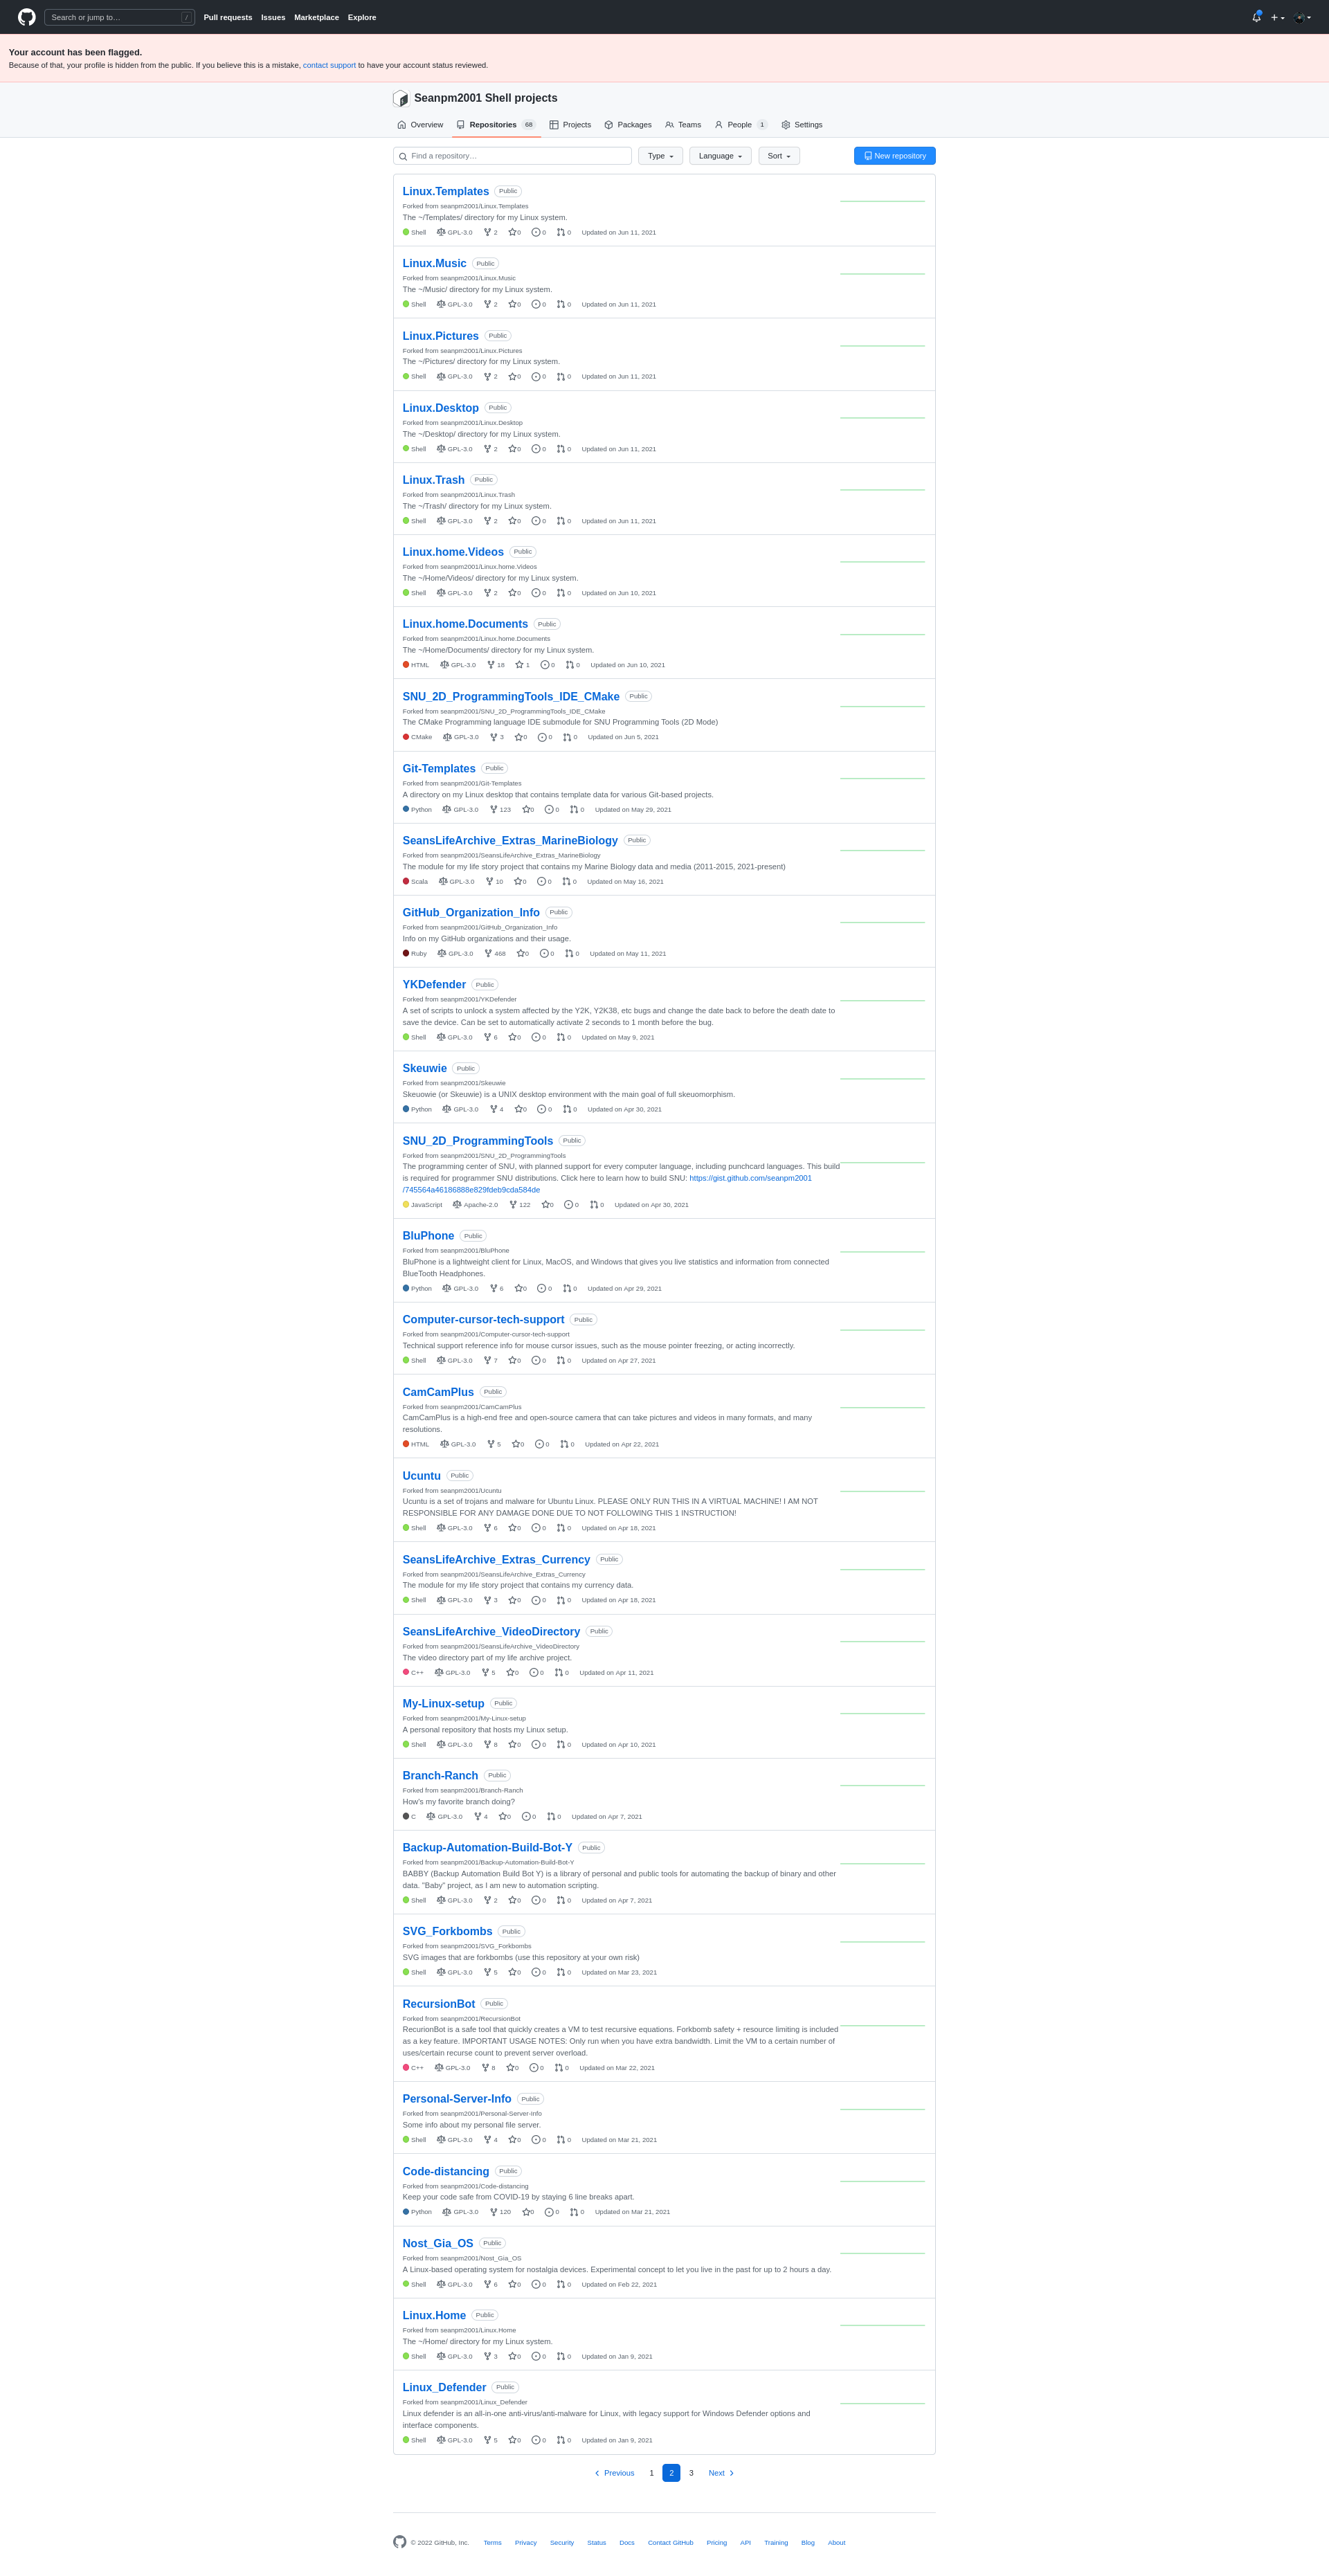 Search or jump to… /
Pull requests Issues Marketplace Explore
Your account has been flagged.
Because of that, your profile is hidden from the public. If you believe this is a mistake, contact support to have your account status reviewed.
Seanpm2001 Shell projects
Overview Repositories 68 Projects Packages Teams People 1 Settings
Find a repository… Type Language Sort New repository
Linux.Templates Public
Forked from seanpm2001/Linux.Templates
The ~/Templates/ directory for my Linux system.
Shell GPL-3.0 2 0 0 0 Updated on Jun 11, 2021
Linux.Music Public
Forked from seanpm2001/Linux.Music
The ~/Music/ directory for my Linux system.
Shell GPL-3.0 2 0 0 0 Updated on Jun 11, 2021
Linux.Pictures Public
Forked from seanpm2001/Linux.Pictures
The ~/Pictures/ directory for my Linux system.
Shell GPL-3.0 2 0 0 0 Updated on Jun 11, 2021
Linux.Desktop Public
Forked from seanpm2001/Linux.Desktop
The ~/Desktop/ directory for my Linux system.
Shell GPL-3.0 2 0 0 0 Updated on Jun 11, 2021
Linux.Trash Public
Forked from seanpm2001/Linux.Trash
The ~/Trash/ directory for my Linux system.
Shell GPL-3.0 2 0 0 0 Updated on Jun 11, 2021
Linux.home.Videos Public
Forked from seanpm2001/Linux.home.Videos
The ~/Home/Videos/ directory for my Linux system.
Shell GPL-3.0 2 0 0 0 Updated on Jun 10, 2021
Linux.home.Documents Public
Forked from seanpm2001/Linux.home.Documents
The ~/Home/Documents/ directory for my Linux system.
HTML GPL-3.0 18 1 0 0 Updated on Jun 10, 2021
SNU_2D_ProgrammingTools_IDE_CMake Public
Forked from seanpm2001/SNU_2D_ProgrammingTools_IDE_CMake
The CMake Programming language IDE submodule for SNU Programming Tools (2D Mode)
CMake GPL-3.0 3 0 0 0 Updated on Jun 5, 2021
Git-Templates Public
Forked from seanpm2001/Git-Templates
A directory on my Linux desktop that contains template data for various Git-based projects.
Python GPL-3.0 123 0 0 0 Updated on May 29, 2021
SeansLifeArchive_Extras_MarineBiology Public
Forked from seanpm2001/SeansLifeArchive_Extras_MarineBiology
The module for my life story project that contains my Marine Biology data and media (2011-2015, 2021-present)
Scala GPL-3.0 10 0 0 0 Updated on May 16, 2021
GitHub_Organization_Info Public
Forked from seanpm2001/GitHub_Organization_Info
Info on my GitHub organizations and their usage.
Ruby GPL-3.0 468 0 0 0 Updated on May 11, 2021
YKDefender Public
Forked from seanpm2001/YKDefender
A set of scripts to unlock a system affected by the Y2K, Y2K38, etc bugs and change the date back to before the death date to
save the device. Can be set to automatically activate 2 seconds to 1 month before the bug.
Shell GPL-3.0 6 0 0 0 Updated on May 9, 2021
Skeuwie Public
Forked from seanpm2001/Skeuwie
Skeuowie (or Skeuwie) is a UNIX desktop environment with the main goal of full skeuomorphism.
Python GPL-3.0 4 0 0 0 Updated on Apr 30, 2021
SNU_2D_ProgrammingTools Public
Forked from seanpm2001/SNU_2D_ProgrammingTools
The programming center of SNU, with planned support for every computer language, including punchcard languages. This build
is required for programmer SNU distributions. Click here to learn how to build SNU: https://gist.github.com/seanpm2001
/745564a46186888e829fdeb9cda584de
JavaScript Apache-2.0 122 0 0 0 Updated on Apr 30, 2021
BluPhone Public
Forked from seanpm2001/BluPhone
BluPhone is a lightweight client for Linux, MacOS, and Windows that gives you live statistics and information from connected
BlueTooth Headphones.
Python GPL-3.0 6 0 0 0 Updated on Apr 29, 2021
Computer-cursor-tech-support Public
Forked from seanpm2001/Computer-cursor-tech-support
Technical support reference info for mouse cursor issues, such as the mouse pointer freezing, or acting incorrectly.
Shell GPL-3.0 7 0 0 0 Updated on Apr 27, 2021
CamCamPlus Public
Forked from seanpm2001/CamCamPlus
CamCamPlus is a high-end free and open-source camera that can take pictures and videos in many formats, and many
resolutions.
HTML GPL-3.0 5 0 0 0 Updated on Apr 22, 2021
Ucuntu Public
Forked from seanpm2001/Ucuntu
Ucuntu is a set of trojans and malware for Ubuntu Linux. PLEASE ONLY RUN THIS IN A VIRTUAL MACHINE! I AM NOT
RESPONSIBLE FOR ANY DAMAGE DONE DUE TO NOT FOLLOWING THIS 1 INSTRUCTION!
Shell GPL-3.0 6 0 0 0 Updated on Apr 18, 2021
SeansLifeArchive_Extras_Currency Public
Forked from seanpm2001/SeansLifeArchive_Extras_Currency
The module for my life story project that contains my currency data.
Shell GPL-3.0 3 0 0 0 Updated on Apr 18, 2021
SeansLifeArchive_VideoDirectory Public
Forked from seanpm2001/SeansLifeArchive_VideoDirectory
The video directory part of my life archive project.
C++ GPL-3.0 5 0 0 0 Updated on Apr 11, 2021
My-Linux-setup Public
Forked from seanpm2001/My-Linux-setup
A personal repository that hosts my Linux setup.
Shell GPL-3.0 8 0 0 0 Updated on Apr 10, 2021
Branch-Ranch Public
Forked from seanpm2001/Branch-Ranch
How's my favorite branch doing?
C GPL-3.0 4 0 0 0 Updated on Apr 7, 2021
Backup-Automation-Build-Bot-Y Public
Forked from seanpm2001/Backup-Automation-Build-Bot-Y
BABBY (Backup Automation Build Bot Y) is a library of personal and public tools for automating the backup of binary and other
data. "Baby" project, as I am new to automation scripting.
Shell GPL-3.0 2 0 0 0 Updated on Apr 7, 2021
SVG_Forkbombs Public
Forked from seanpm2001/SVG_Forkbombs
SVG images that are forkbombs (use this repository at your own risk)
Shell GPL-3.0 5 0 0 0 Updated on Mar 23, 2021
RecursionBot Public
Forked from seanpm2001/RecursionBot
RecurionBot is a safe tool that quickly creates a VM to test recursive equations. Forkbomb safety + resource limiting is included
as a key feature. IMPORTANT USAGE NOTES: Only run when you have extra bandwidth. Limit the VM to a certain number of
uses/certain recurse count to prevent server overload.
C++ GPL-3.0 8 0 0 0 Updated on Mar 22, 2021
Personal-Server-Info Public
Forked from seanpm2001/Personal-Server-Info
Some info about my personal file server.
Shell GPL-3.0 4 0 0 0 Updated on Mar 21, 2021
Code-distancing Public
Forked from seanpm2001/Code-distancing
Keep your code safe from COVID-19 by staying 6 line breaks apart.
Python GPL-3.0 120 0 0 0 Updated on Mar 21, 2021
Nost_Gia_OS Public
Forked from seanpm2001/Nost_Gia_OS
A Linux-based operating system for nostalgia devices. Experimental concept to let you live in the past for up to 2 hours a day.
Shell GPL-3.0 6 0 0 0 Updated on Feb 22, 2021
Linux.Home Public
Forked from seanpm2001/Linux.Home
The ~/Home/ directory for my Linux system.
Shell GPL-3.0 3 0 0 0 Updated on Jan 9, 2021
Linux_Defender Public
Forked from seanpm2001/Linux_Defender
Linux defender is an all-in-one anti-virus/anti-malware for Linux, with legacy support for Windows Defender options and
interface components.
Shell GPL-3.0 5 0 0 0 Updated on Jan 9, 2021
Previous 1 2 3 Next
© 2022 GitHub, Inc. Terms Privacy Security Status Docs Contact GitHub Pricing API Training Blog About